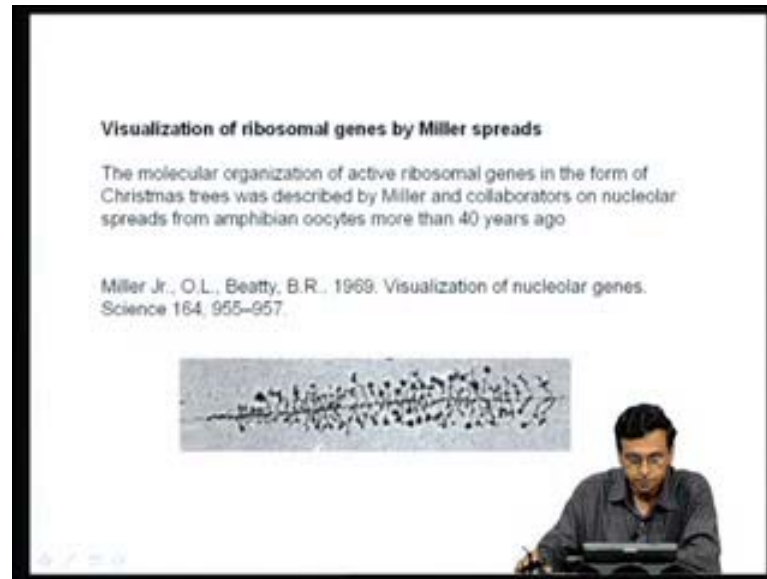 Visualization of ribosomal genes by Miller spreads
The molecular organization of active ribosomal genes in the form of
Christmas trees was described by Miller and collaborators on nucleolar
spreads from amphibian oocytes more than 40 years ago
Miller Jr., O.L., Beatty, B.R., 1969. Visualization of nucleolar genes.
Science 164, 955–957.